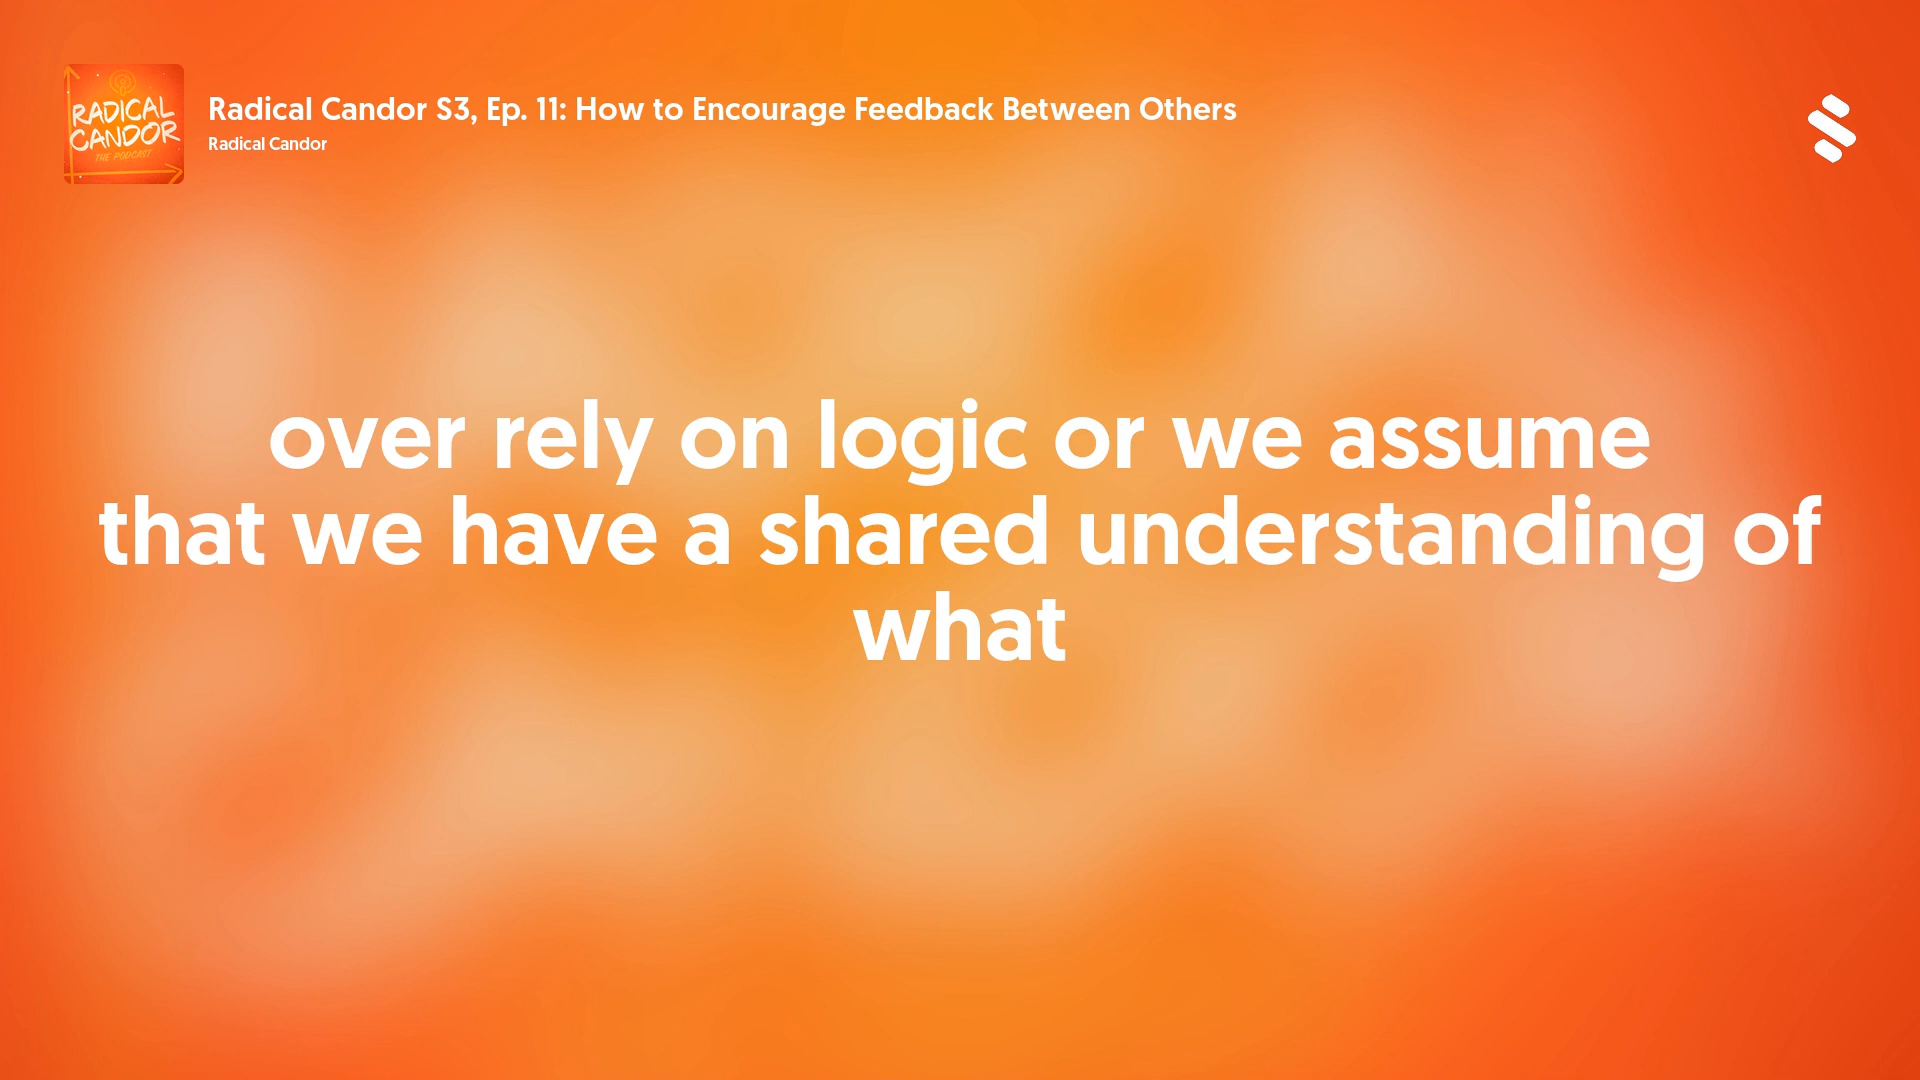 RADICAL
CANDOR
THE PODCAST
Radical Candor S3, Ep. 11: How to Encourage Feedback Between Others
Radical Candor
over rely on logic or we assume
that we have a shared understanding of
what